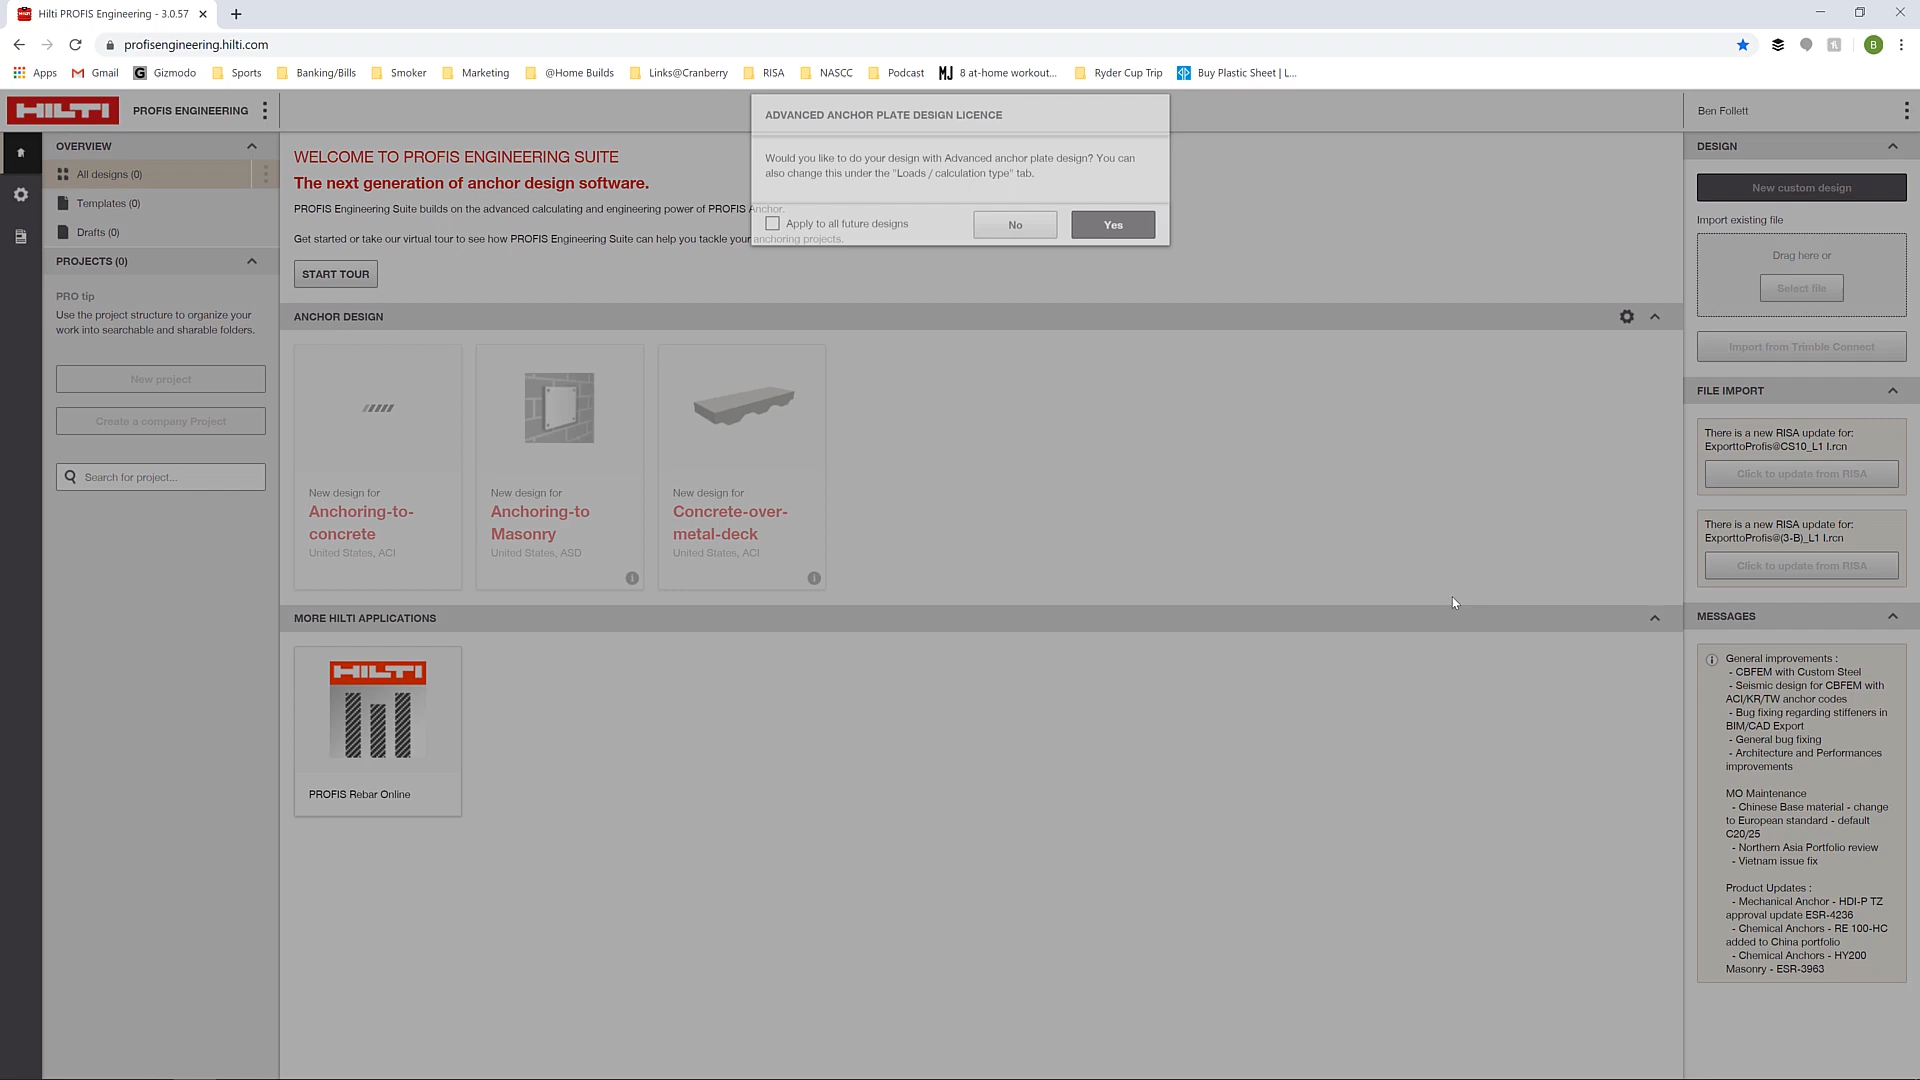 Hilti PROFIS Engineering - 3.0.57
profisengineering.hilti.com
B
Apps
Gmail
G
Gizmodo
Sports
Banking/Bills
Smoker
Marketing
@Home Builds
Links@Cranberry
RISA
NASCC
Podcast
8 at-home workout...
Ryder Cup Trip
Buy Plastic Sheet | L...
HILTI
PROFIS ENGINEERING
Ben Follett
OVERVIEW
All designs (0)
Templates (0)
Drafts (0)
PROJECTS (0)
PRO tip
Use the project structure to organize your
work into searchable and sharable folders.
New project
Create a company Project
Search for project...
WELCOME TO PROFIS ENGINEERING SUITE
The next generation of anchor design software.
PROFIS Engineering Suite builds on the advanced calculating and engineering power of PROFIS Anchor.
Get started or take our virtual tour to see how PROFIS Engineering Suite can help you tackle your anchoring projects.
START TOUR
ADVANCED ANCHOR PLATE DESIGN LICENCE
Would you like to do your design with Advanced anchor plate design? You can
also change this under the "Loads / calculation type" tab.
Apply to all future designs
No
Yes
ANCHOR DESIGN
New design for
Anchoring-to-
concrete
United States, ACI
New design for
Anchoring-to
Masonry
United States, ASD
New design for
Concrete-over-
metal-deck
United States, ACI
MORE HILTI APPLICATIONS
HILTI
PROFIS Rebar Online
DESIGN
New custom design
Import existing file
Drag here or
Select file
Import from Trimble Connect
FILE IMPORT
There is a new RISA update for:
ExporttoProfis@CS10_L1 I.rcn
Click to update from RISA
There is a new RISA update for:
ExporttoProfis@(3-B)_L1 I.rcn
Click to update from RISA
MESSAGES
General improvements :
- CBFEM with Custom Steel
- Seismic design for CBFEM with
ACI/KR/TW anchor codes
- Bug fixing regarding stiffeners in
BIM/CAD Export
- General bug fixing
- Architecture and Performances
improvements
MO Maintenance
- Chinese Base material - change
to European standard - default
C20/25
- Northern Asia Portfolio review
- Vietnam issue fix
Product Updates :
- Mechanical Anchor - HDI-P TZ
approval update ESR-4236
- Chemical Anchors - RE 100-HC
added to China portfolio
- Chemical Anchors - HY200
Masonry - ESR-3963